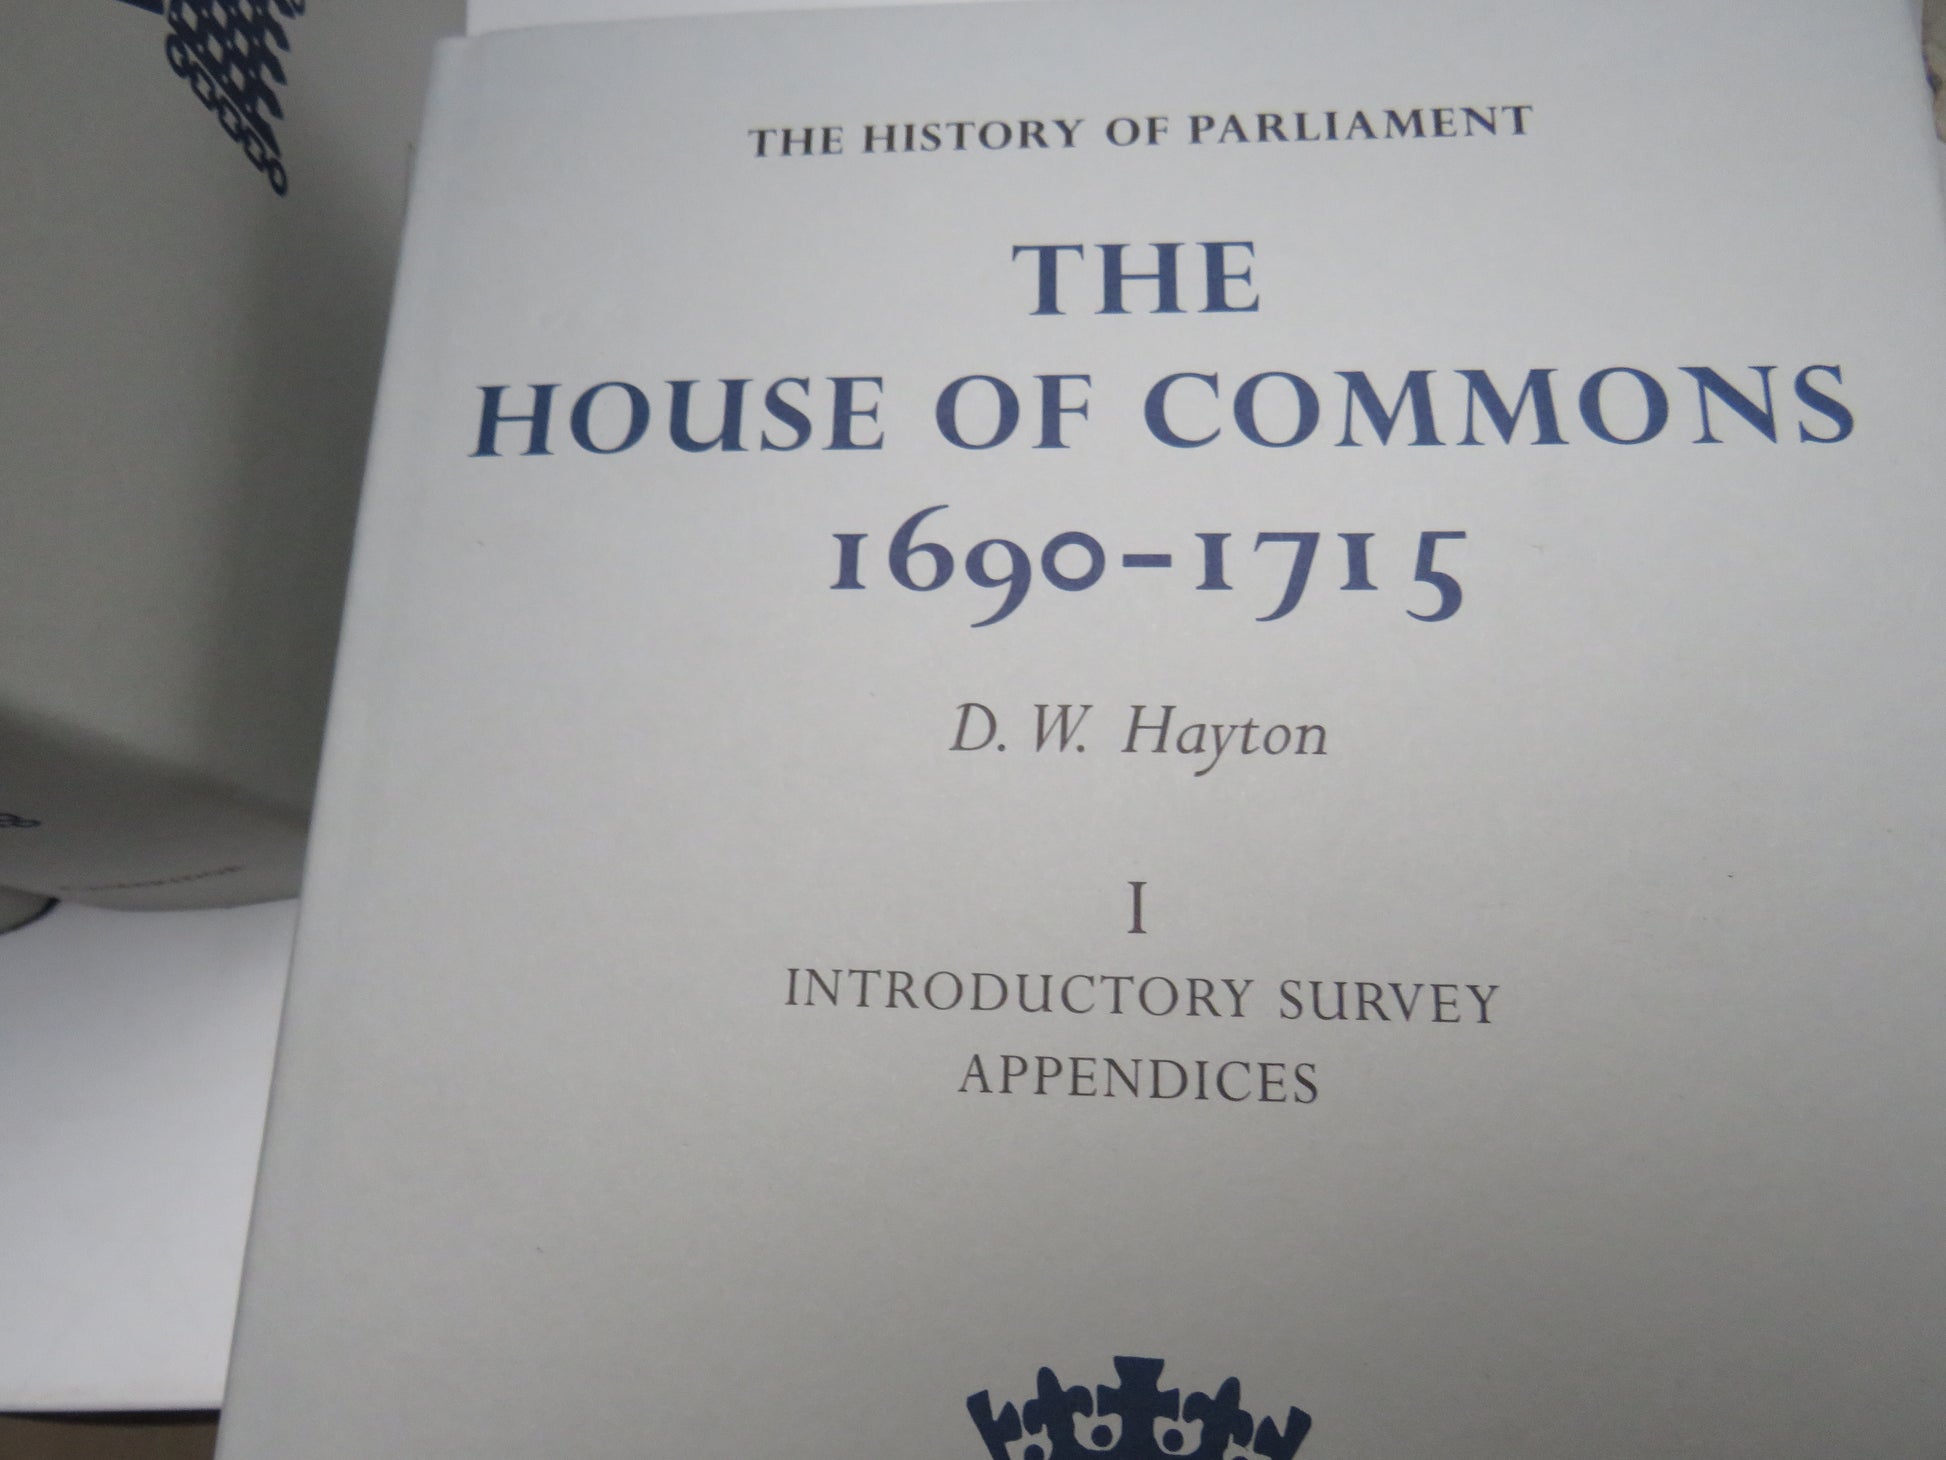 THE HISTORY OF PARLIAMENT
THE
HOUSE OF COMMONS
1690-1715
D. W. Hayton
I
INTRODUCTORY SURVEY
APPENDICES